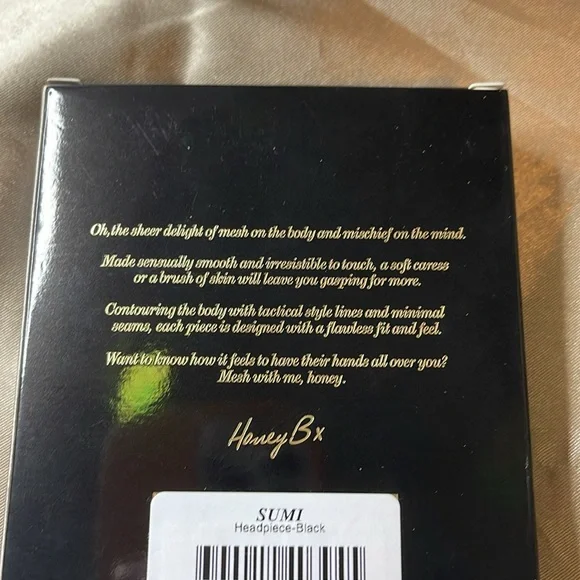 Oh, the sheer delight of mesh on the body and mischief on the mind.
Made sensually smooth and irresistible to touch, a soft caress
or a brush of skin will leave you gasping for more.
Contouring the body with tactical style lines and minimal
seams, each piece is designed with a flawless fit and feel.
Want to know how it feels to have their hands all over you?
Mesh with me, honey.
Honey B x
SUMI
Headpiece-Black